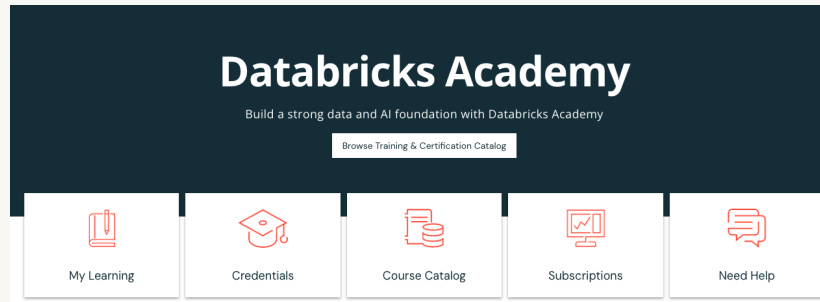 Databricks Academy
Build a strong data and AI foundation with Databricks Academy
Browse Training & Certification Catalog
My Learning
Credentials
Course Catalog
Subscriptions
Need Help